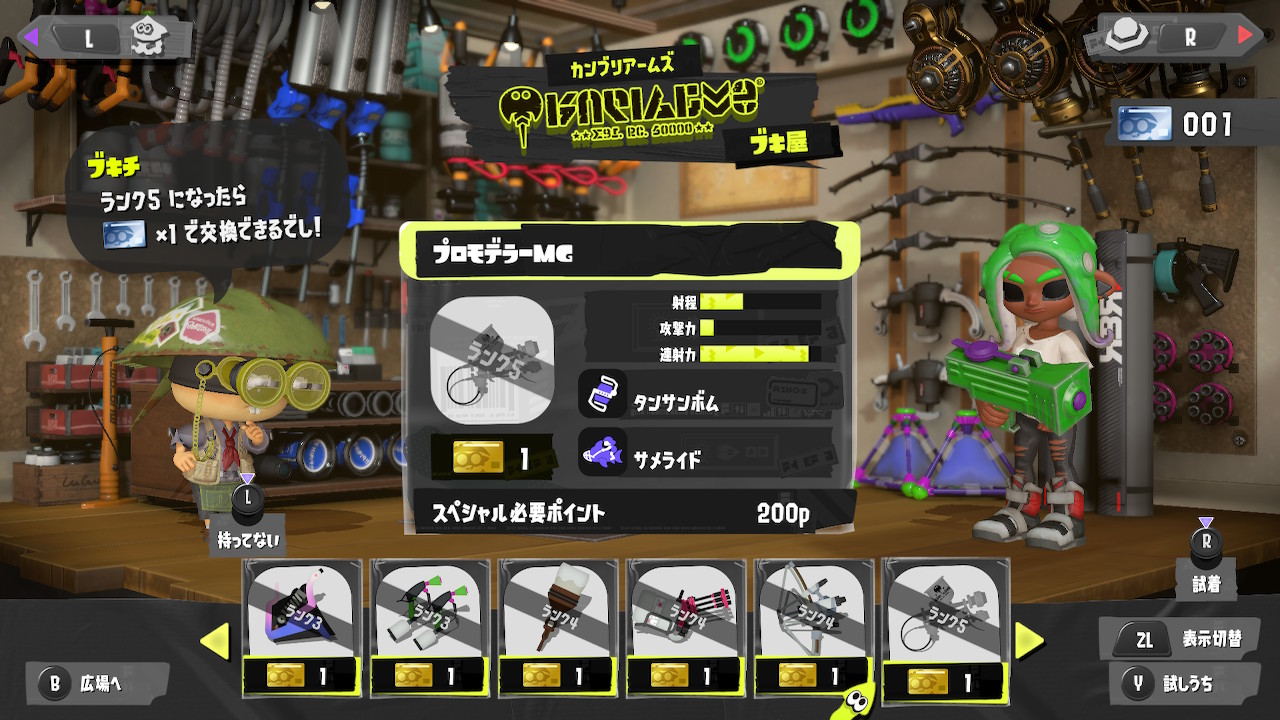 L
R
カンブリアームズ
ブキ屋
001
ブキチ
ランク5 になったら
×1 で交換できるでし!
プロモデラーMG
ランク5
射程
攻撃力
連射力
タンサンボム
1
サメライド
スペシャル必要ポイント
200p
L
持ってない
R
試着
ランク3
ランク3
ランク4
ランク4
ランク4
ランク5
1
1
1
1
1
1
B 広場へ
ZL 表示切替
Y 試しうち